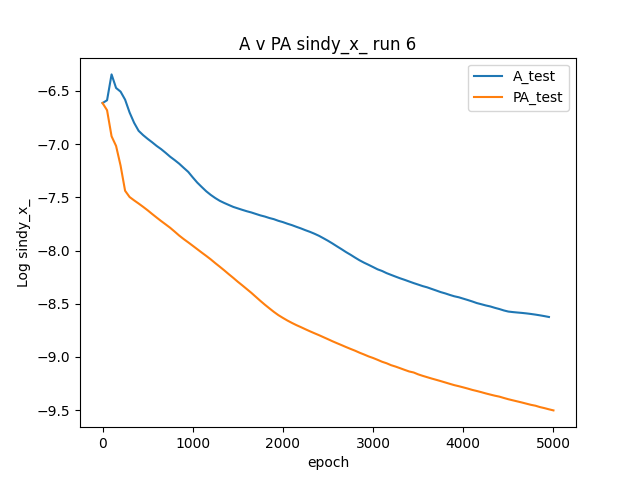 A v PA sindy_x_ run 6
A_test
PA_test
−6.5
−7.0
−7.5
−8.0
−8.5
−9.0
−9.5
Log sindy_x_
0 1000 2000 3000 4000 5000
epoch